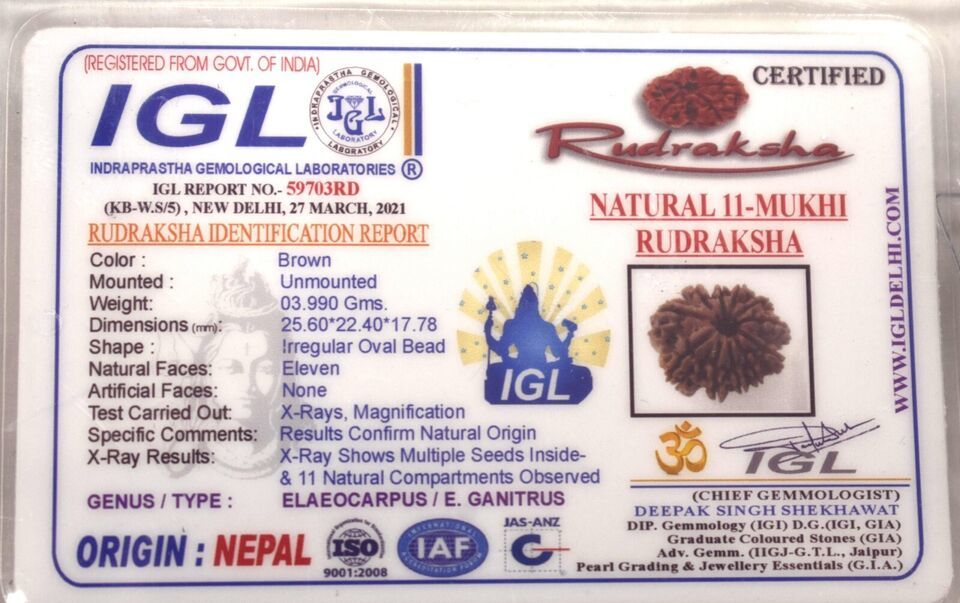 (REGISTERED FROM GOVT. OF INDIA)
IGL
INDRAPRASTHA GEMOLOGICAL LABORATORY
GEMOLOGICAL
IGL
LABORATORY
INDRAPRASTHA GEMOLOGICAL LABORATORIES ®
IGL REPORT NO.- 59703RD
(KB-W.S/5) , NEW DELHI, 27 MARCH, 2021
RUDRAKSHA IDENTIFICATION REPORT
Color : Brown
Mounted : Unmounted
Weight: 03.990 Gms.
Dimensions (mm): 25.60*22.40*17.78
Shape : Irregular Oval Bead
Natural Faces: Eleven
Artificial Faces: None
Test Carried Out: X-Rays, Magnification
Specific Comments: Results Confirm Natural Origin
X-Ray Results: X-Ray Shows Multiple Seeds Inside-
& 11 Natural Compartments Observed
GENUS / TYPE : ELAEOCARPUS / E. GANITRUS
ORIGIN : NEPAL
ISO
9001:2008
INTERNATIONAL
IAF
JAS-ANZ
C
IGL
CERTIFIED
Rudraksha
NATURAL 11-MUKHI
RUDRAKSHA
WWW.IGLDELHI.COM
ॐ
IGL
(CHIEF GEMMOLOGIST)
DEEPAK SINGH SHEKHAWAT
DIP. Gemmology (IGI) D.G.(IGI, GIA)
Graduate Coloured Stones (GIA)
Adv. Gemm. (IIGJ-G.T.L., Jaipur)
Pearl Grading & Jewellery Essentials (G.I.A.)